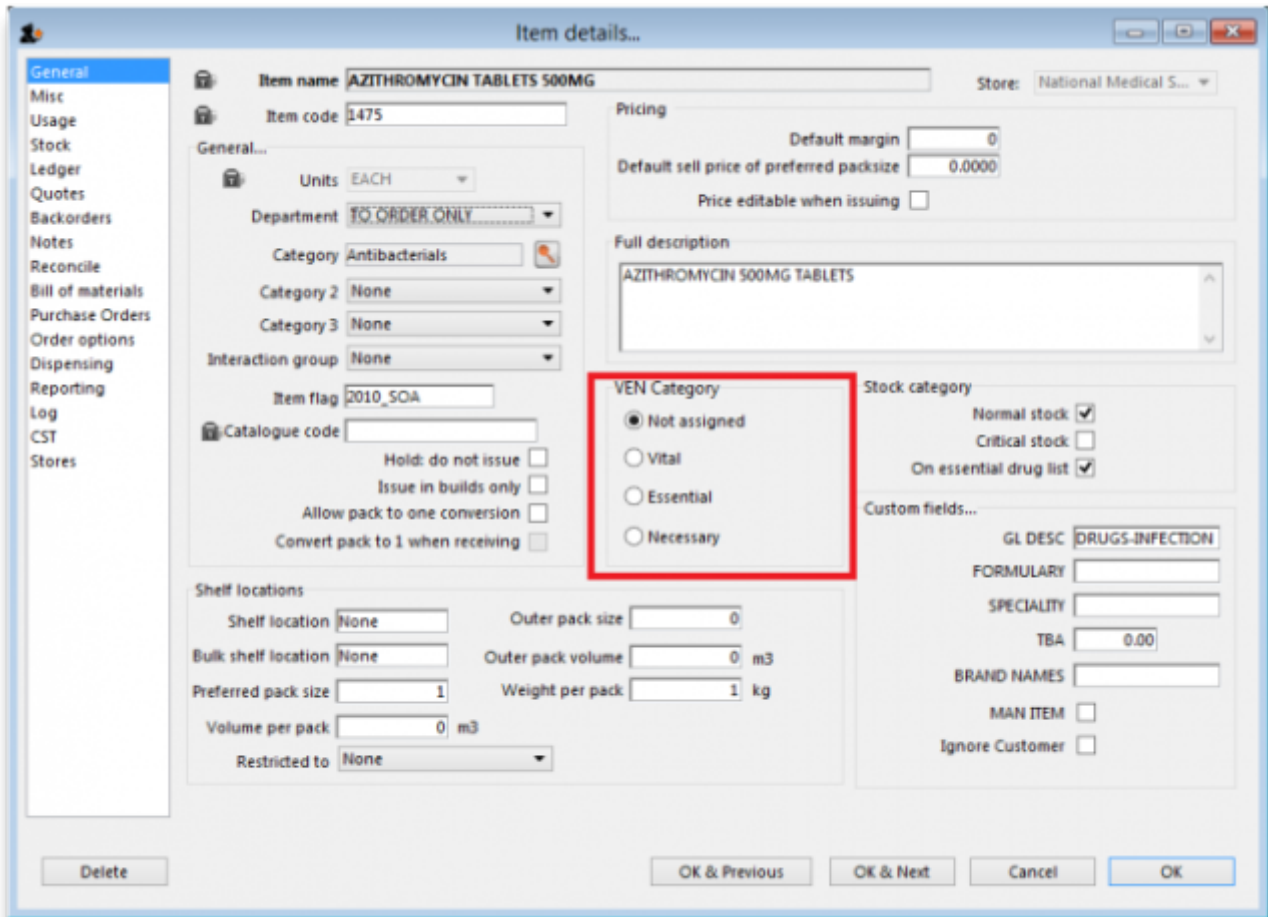 Item details...
General
Misc
Usage
Stock
Ledger
Quotes
Backorders
Notes
Reconcile
Bill of materials
Purchase Orders
Order options
Dispensing
Reporting
Log
CST
Stores
Item name AZITHROMYCIN TABLETS 500MG
Store: National Medical S...
Item code 1475
General...
Units EACH
Department TO ORDER ONLY
Category Antibacterials
Category 2 None
Category 3 None
Interaction group None
Item flag 2010_SOA
Catalogue code
Hold: do not issue
Issue in builds only
Allow pack to one conversion
Convert pack to 1 when receiving
Pricing
Default margin 0
Default sell price of preferred packsize 0.0000
Price editable when issuing
Full description
AZITHROMYCIN 500MG TABLETS
VEN Category
Not assigned
Vital
Essential
Necessary
Stock category
Normal stock
Critical stock
On essential drug list
Custom fields...
GL DESC DRUGS-INFECTION
FORMULARY
SPECIALITY
TBA 0.00
BRAND NAMES
MAN ITEM
Ignore Customer
Shelf locations
Shelf location None
Bulk shelf location None
Preferred pack size 1
Volume per pack 0 m3
Restricted to None
Outer pack size 0
Outer pack volume 0 m3
Weight per pack 1 kg
Delete
OK & Previous
OK & Next
Cancel
OK